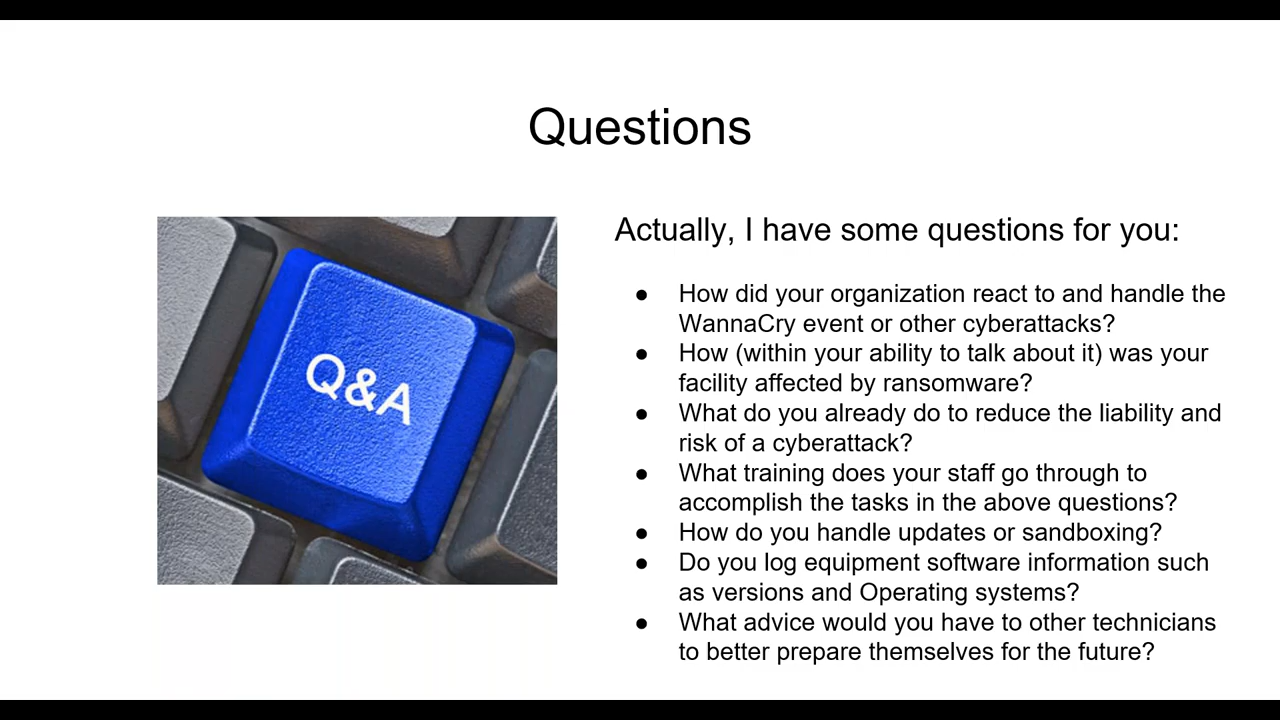 Questions
Q&A
Actually, I have some questions for you:
● How did your organization react to and handle the
WannaCry event or other cyberattacks?
● How (within your ability to talk about it) was your
facility affected by ransomware?
● What do you already do to reduce the liability and
risk of a cyberattack?
● What training does your staff go through to
accomplish the tasks in the above questions?
● How do you handle updates or sandboxing?
● Do you log equipment software information such
as versions and Operating systems?
● What advice would you have to other technicians
to better prepare themselves for the future?